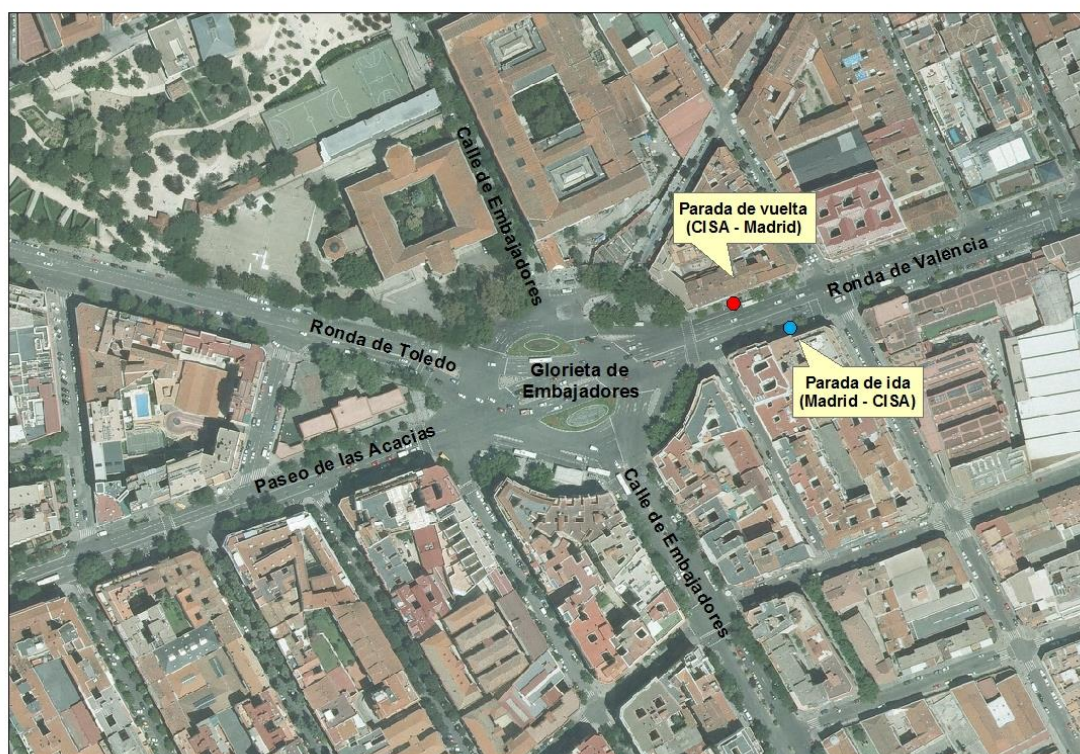 Calle de Embajadores
Parada de vuelta
(CISA - Madrid)
Ronda de Valencia
Ronda de Toledo
Glorieta de
Embajadores
Parada de ida
(Madrid - CISA)
Paseo de las Acacias
Calle de Embajadores